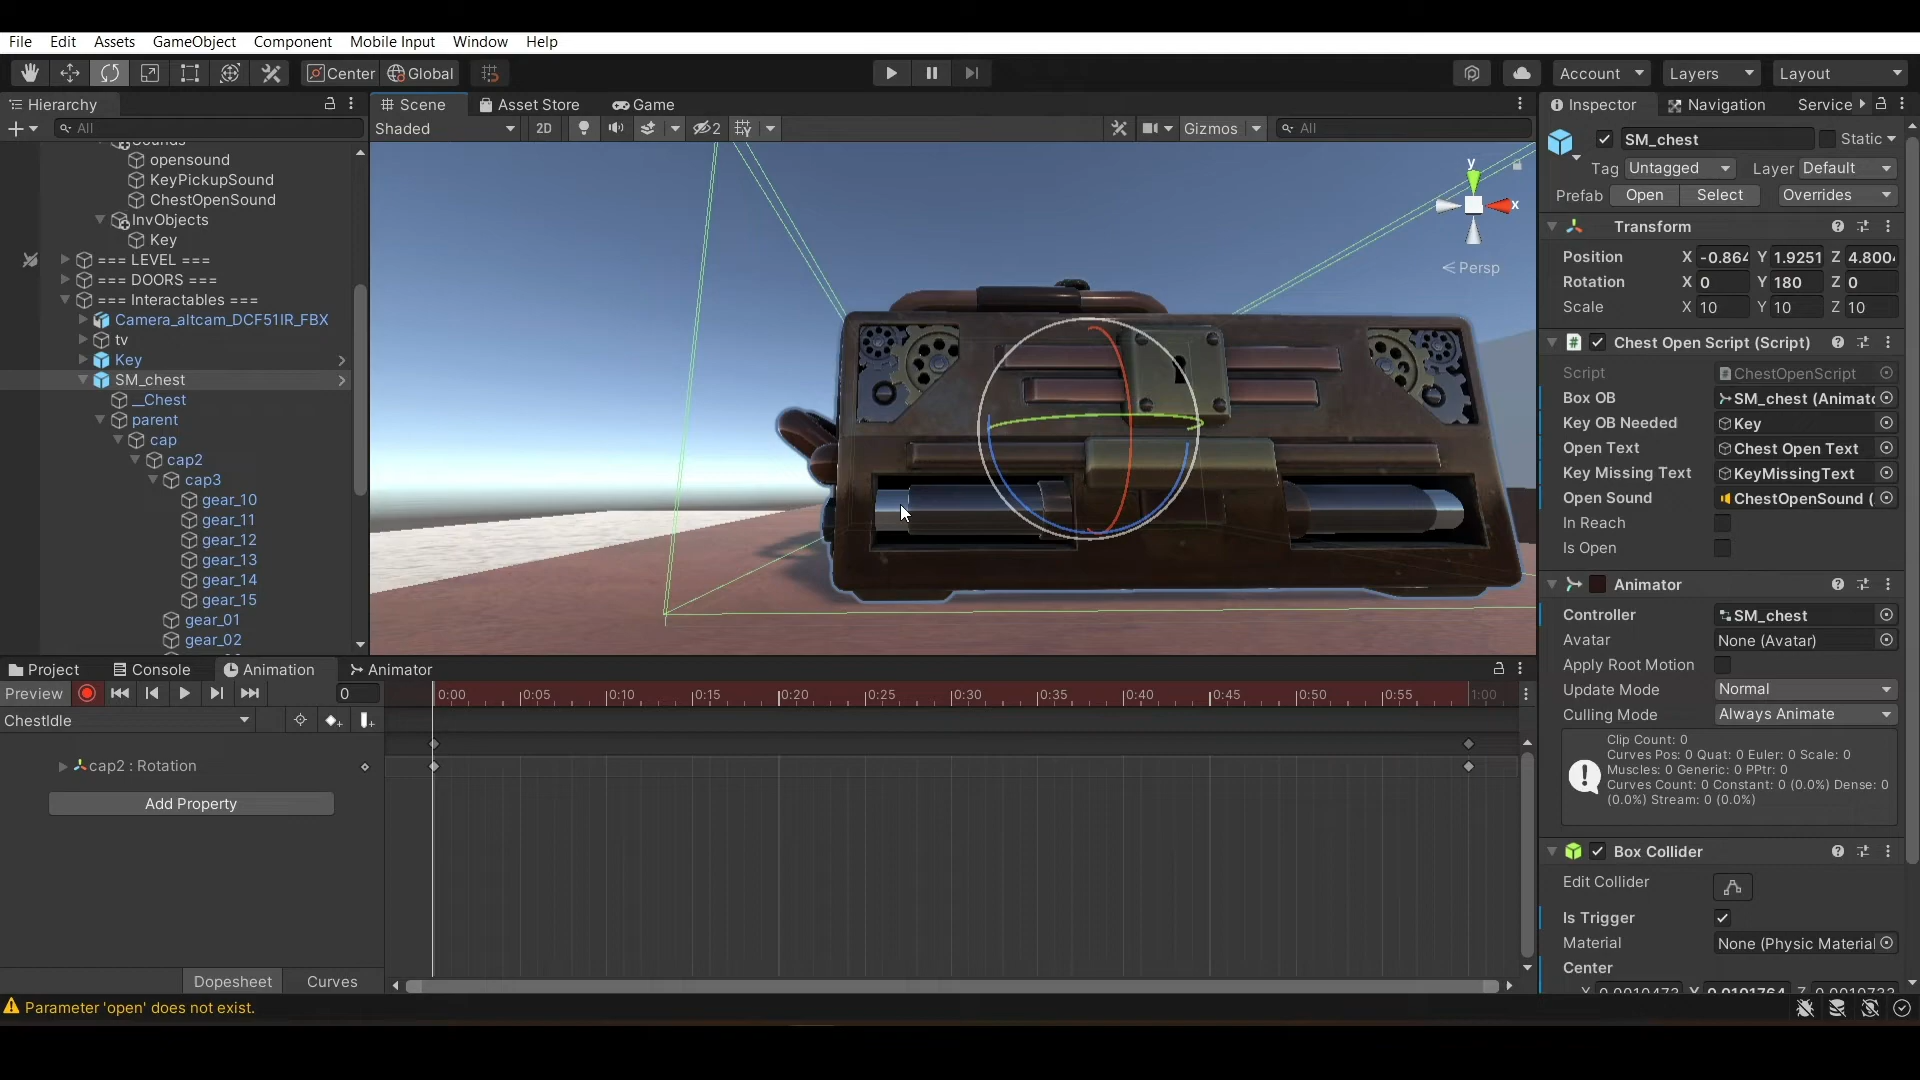 File Edit Assets GameObject Component Mobile Input Window Help
Center Global Account Layers Layout
Hierarchy
All
Sounds
opensound
KeyPickupSound
ChestOpenSound
InvObjects
Key
=== LEVEL ===
=== DOORS ===
=== Interactables ===
Camera_altcam_DCF51IR_FBX
tv
Key
SM_chest
__Chest
parent
cap
cap2
cap3
gear_10
gear_11
gear_12
gear_13
gear_14
gear_15
gear_01
gear_02
Scene Asset Store Game
Shaded 2D 2 Gizmos All
y
x
Persp
Inspector Navigation Service
SM_chest Static
Tag Untagged Layer Default
Prefab Open Select Overrides
Transform
Position X -0.864 Y 1.9251 Z 4.8004
Rotation X 0 Y 180 Z 0
Scale X 10 Y 10 Z 10
Chest Open Script (Script)
Script ChestOpenScript
Box OB SM_chest (Animato
Key OB Needed Key
Open Text Chest Open Text
Key Missing Text KeyMissingText
Open Sound ChestOpenSound (
In Reach
Is Open
Animator
Controller SM_chest
Avatar None (Avatar)
Apply Root Motion
Update Mode Normal
Culling Mode Always Animate
Clip Count: 0
Curves Pos: 0 Quat: 0 Euler: 0 Scale: 0
Muscles: 0 Generic: 0 PPtr: 0
Curves Count: 0 Constant: 0 (0.0%) Dense: 0
(0.0%) Stream: 0 (0.0%)
Box Collider
Edit Collider
Is Trigger
Material None (Physic Material
Center
Project Console Animation Animator
Preview 0 0:00 0:05 0:10 0:15 0:20 0:25 0:30 0:35 0:40 0:45 0:50 0:55 1:00
ChestIdle
cap2 : Rotation
Add Property
Dopesheet Curves
Parameter 'open' does not exist.